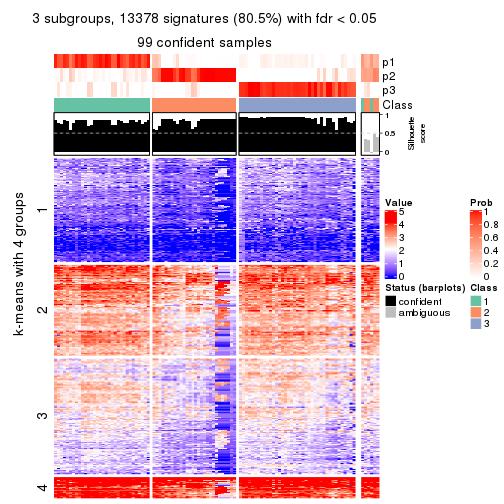 3 subgroups, 13378 signatures (80.5%) with fdr < 0.05
99 confident samples
p1
p2
p3
Class
1
0.5
0
Silhouette
score
k-means with 4 groups
1
2
3
4
Value
5
4
3
2
1
0
Prob
1
0.8
0.6
0.4
0.2
0
Status (barplots)
confident
ambiguous
Class
1
2
3